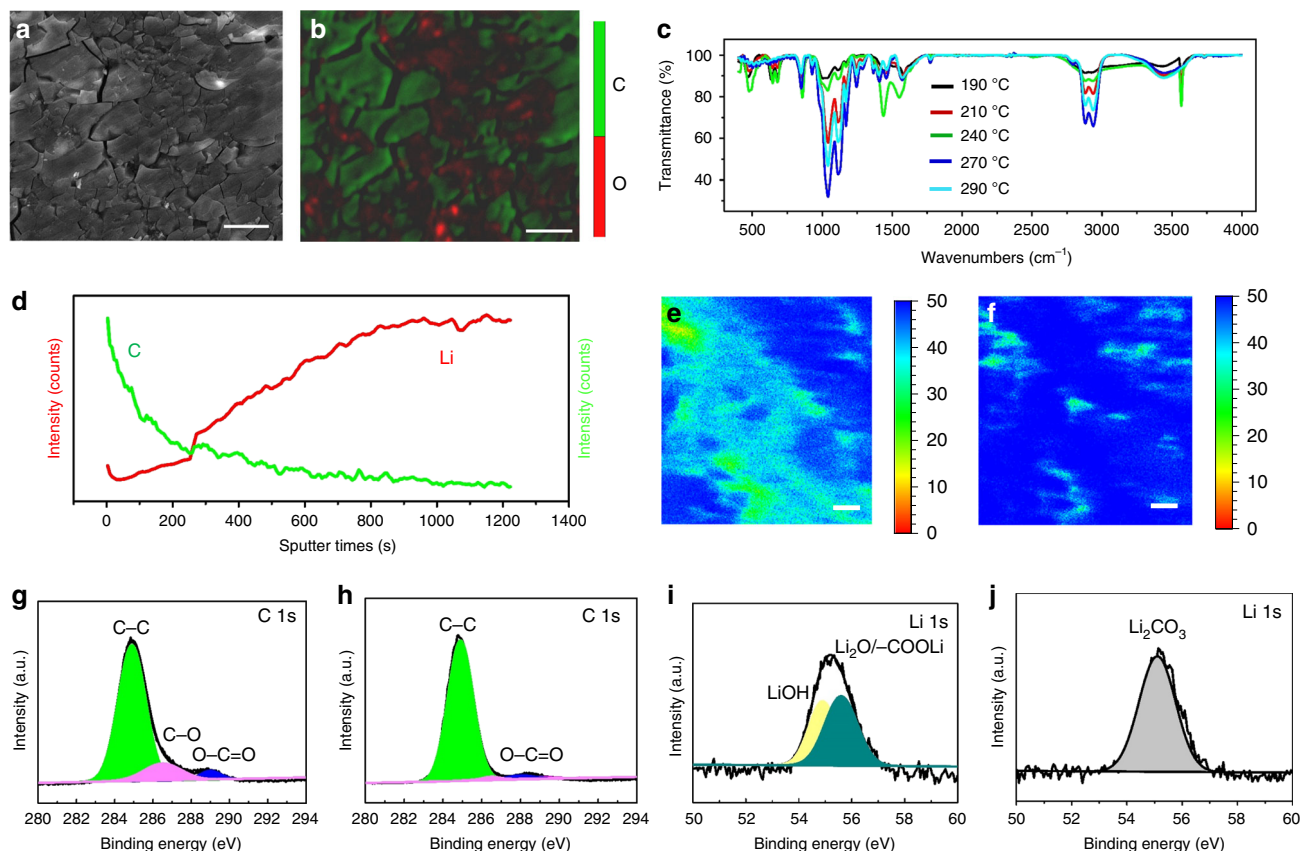 a
b
C
O
c
Transmittance (%)
100
80
60
40
190 °C
210 °C
240 °C
270 °C
290 °C
500 1000 1500 2000 2500 3000 3500 4000
Wavenumbers (cm⁻¹)
d
Intensity (counts)
C
Li
Intensity (counts)
0 200 400 600 800 1000 1200 1400
Sputter times (s)
e
50
40
30
20
10
0
f
50
40
30
20
10
0
g
C 1s
C–C
C–O
O–C=O
Intensity (a.u.)
280 282 284 286 288 290 292 294
Binding energy (eV)
h
C 1s
C–C
O–C=O
Intensity (a.u.)
280 282 284 286 288 290 292 294
Binding energy (eV)
i
Li 1s
Li₂O/–COOLi
LiOH
Intensity (a.u.)
50 52 54 56 58 60
Binding energy (eV)
j
Li 1s
Li₂CO₃
Intensity (a.u.)
50 52 54 56 58 60
Binding energy (eV)